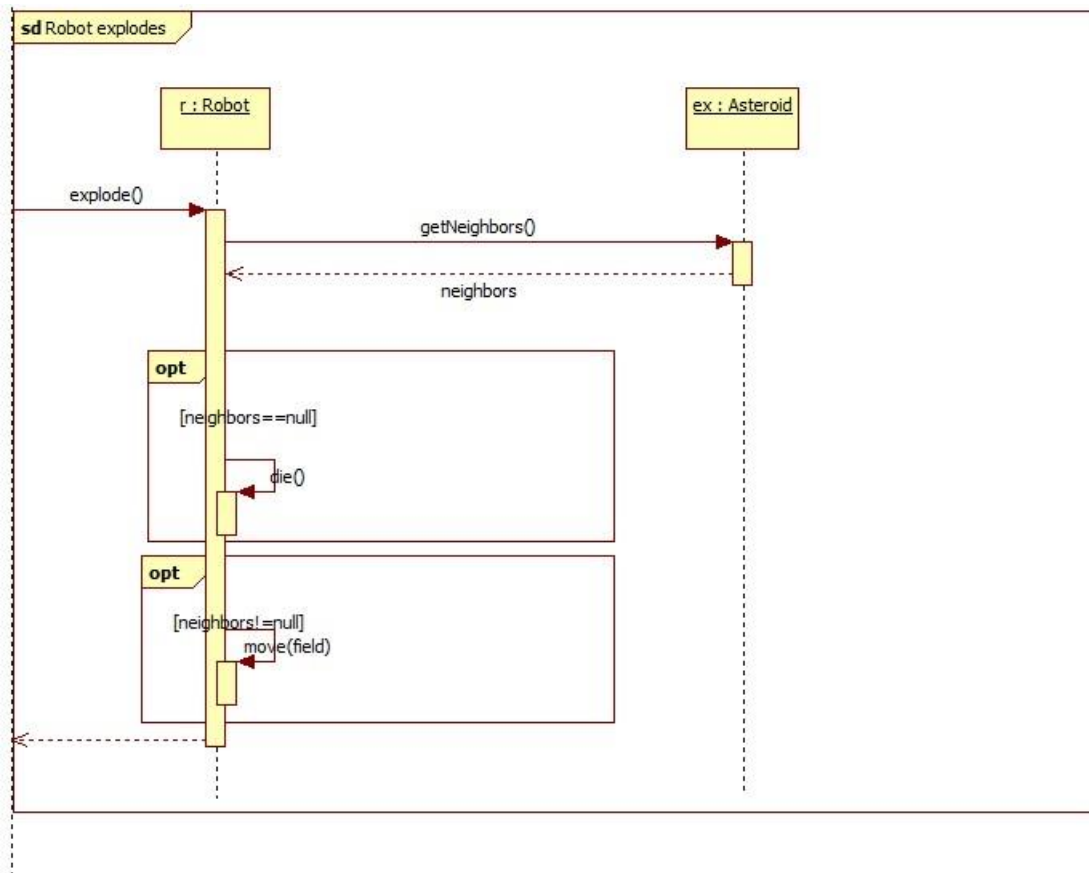 sd Robot explodes
r : Robot
ex : Asteroid
explode()
getNeighbors()
neighbors
opt
[neighbors==null]
die()
opt
[neighbors!=null]
move(field)